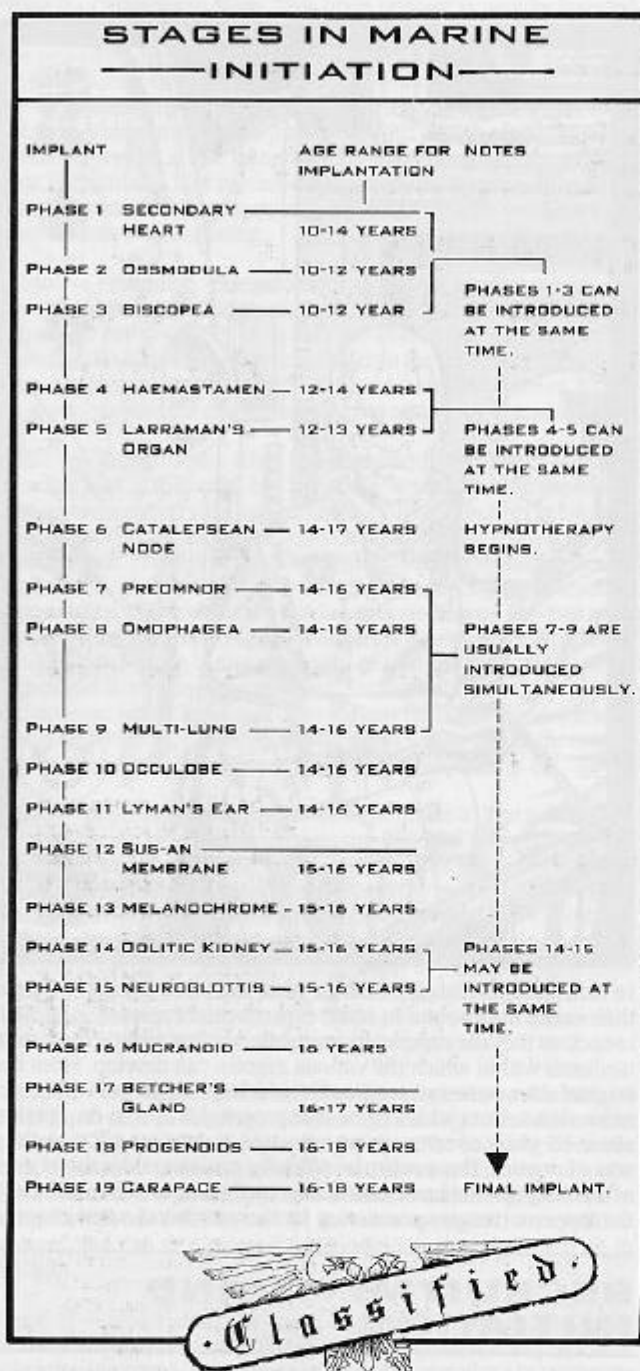 STAGES IN MARINE
INITIATION
IMPLANT AGE RANGE FOR NOTES
IMPLANTATION
PHASE 1 SECONDARY
HEART 10-14 YEARS
PHASE 2 OSSMODULA 10-12 YEARS
PHASE 3 BISCOPEA 10-12 YEAR
PHASES 1-3 CAN
BE INTRODUCED
AT THE SAME
TIME.
PHASE 4 HAEMASTAMEN 12-14 YEARS
PHASE 5 LARRAMAN'S 12-13 YEARS
ORGAN
PHASES 4-5 CAN
BE INTRODUCED
AT THE SAME
TIME.
PHASE 6 CATALEPSEAN 14-17 YEARS
NODE
HYPNOTHERAPY
BEGINS.
PHASE 7 PREOMNOR 14-16 YEARS
PHASE 8 OMOPHAGEA 14-16 YEARS
PHASES 7-9 ARE
USUALLY
INTRODUCED
SIMULTANEOUSLY.
PHASE 9 MULTI-LUNG 14-16 YEARS
PHASE 10 OCCULOBE 14-16 YEARS
PHASE 11 LYMAN'S EAR 14-16 YEARS
PHASE 12 SUS-AN
MEMBRANE 15-16 YEARS
PHASE 13 MELANOCHROME 15-16 YEARS
PHASE 14 OOLITIC KIDNEY 15-16 YEARS
PHASE 15 NEUROGLOTTIS 15-16 YEARS
PHASES 14-15
MAY BE
INTRODUCED AT
THE SAME
TIME.
PHASE 16 MUCRANOID 16 YEARS
PHASE 17 BETCHER'S
GLAND 16-17 YEARS
PHASE 18 PROGENOIDS 16-18 YEARS
PHASE 19 CARAPACE 16-18 YEARS FINAL IMPLANT.
· Classified ·